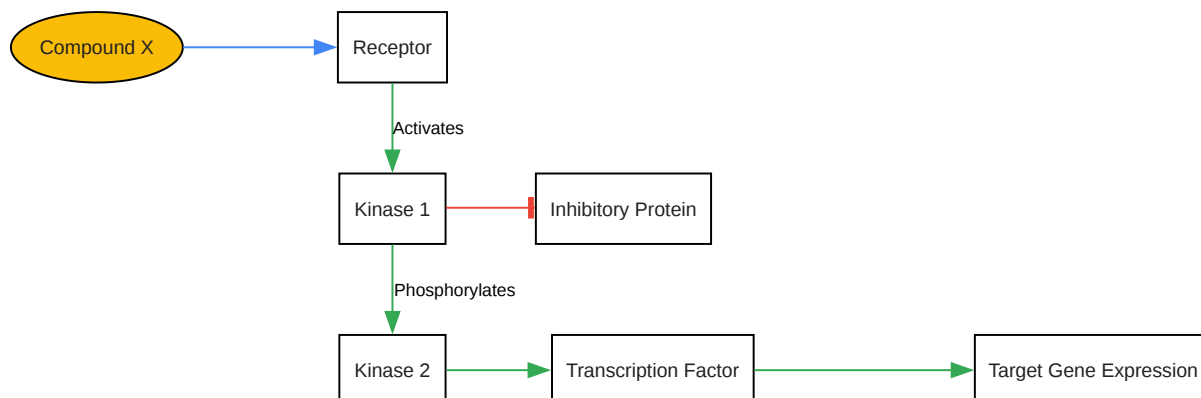 Compound X
Receptor
Activates
Kinase 1
Inhibitory Protein
Phosphorylates
Kinase 2
Transcription Factor
Target Gene Expression